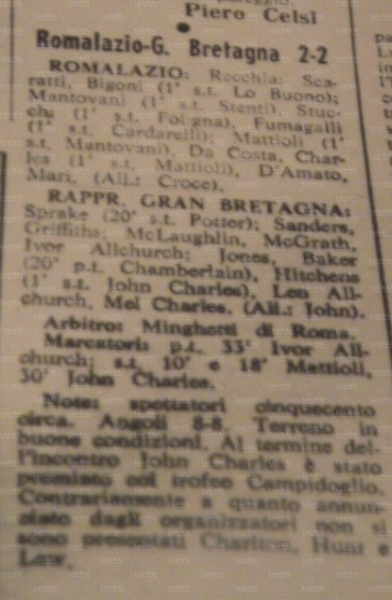 Piero Celsi
Romalazio-G. Bretagna 2-2
ROMALAZIO: Recchia; Sca-
ratti, Bigoni (1' s.t. Lo Buono);
Mantovani (1' s.t. Stenti), Stuc-
chi (1' s.t. Fologna), Fumagalli
(1' s.t. Cardarelli); Mattioli (1'
s.t. Mantovani), Da Costa, Char-
les (1' s.t. Mattioli), D'Amato,
Mari. (All.: Croce).
RAPPR. GRAN BRETAGNA:
Sprake (20' s.t. Potter); Sanders,
Griffiths; McLaughlin, McGrath,
Ivor Allchurch; Jones, Baker
(20' p.t. Chamberlain), Hitchens
(1' s.t. John Charles), Len All-
church, Mel Charles. (All.: John).
Arbitro: Minghetti di Roma.
Marcatori: p.t. 33' Ivor All-
church; s.t. 10' e 18' Mattioli,
30' John Charles.
Note: spettatori cinquecento
circa. Angoli 8-8. Terreno in
buone condizioni. Al termine del-
l'incontro John Charles è stato
premiato col trofeo Campidoglio.
Contrariamente a quanto annun-
ciato dagli organizzatori non si
sono presentati Charlton, Hunt e
Law.